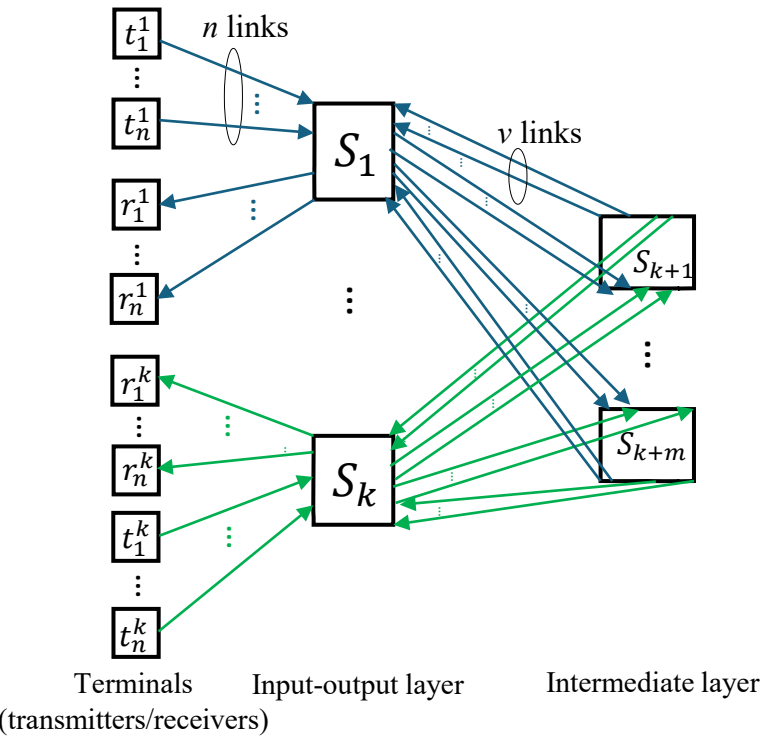 t_1^1
n links
⋮
t_n^1
S_1
v links
r_1^1
⋮
r_n^1
S_{k+1}
⋮
r_1^k
⋮
r_n^k
S_k
S_{k+m}
t_1^k
⋮
t_n^k
Terminals
(transmitters/receivers)
Input-output layer
Intermediate layer